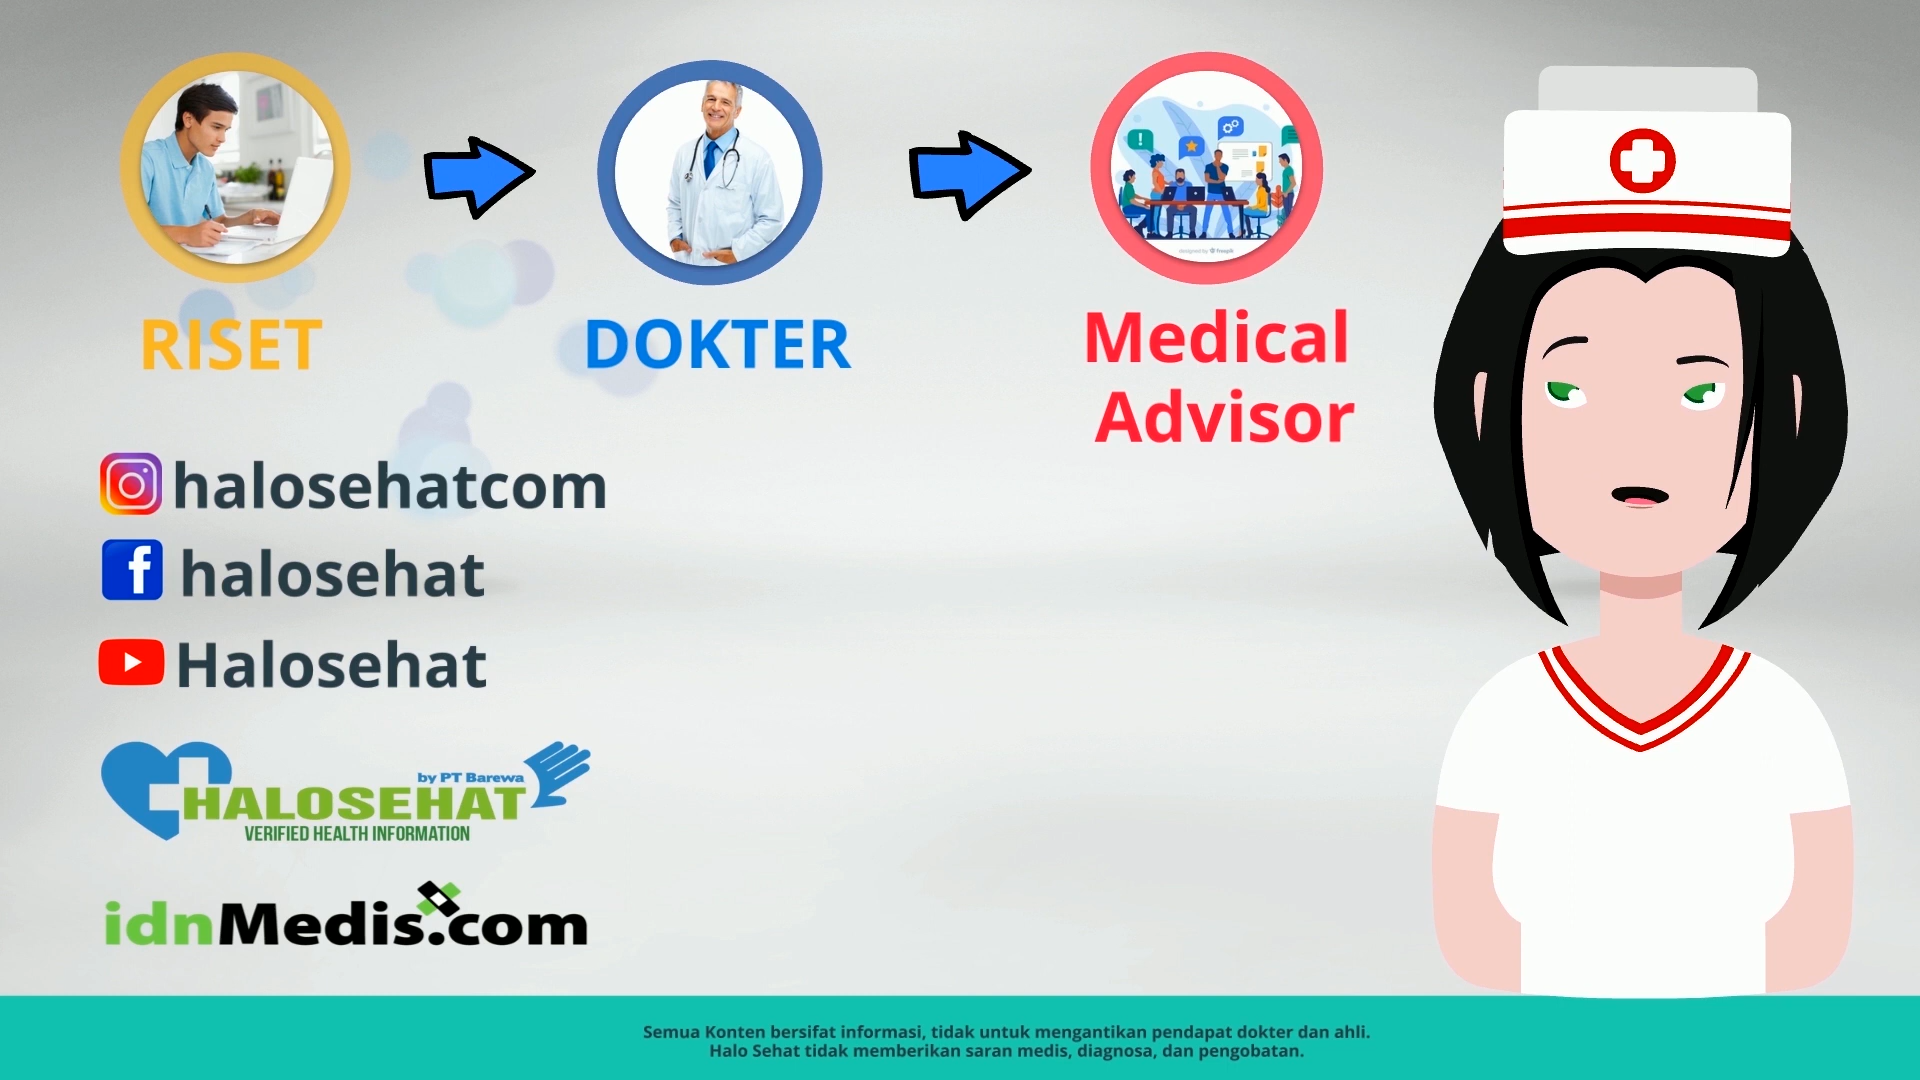 RISET
DOKTER
Medical
Advisor
halosehatcom
halosehat
Halosehat
by PT Barewa
HALOSEHAT
VERIFIED HEALTH INFORMATION
idnMedis.com
Semua Konten bersifat informasi, tidak untuk mengantikan pendapat dokter dan ahli.
Halo Sehat tidak memberikan saran medis, diagnosa, dan pengobatan.